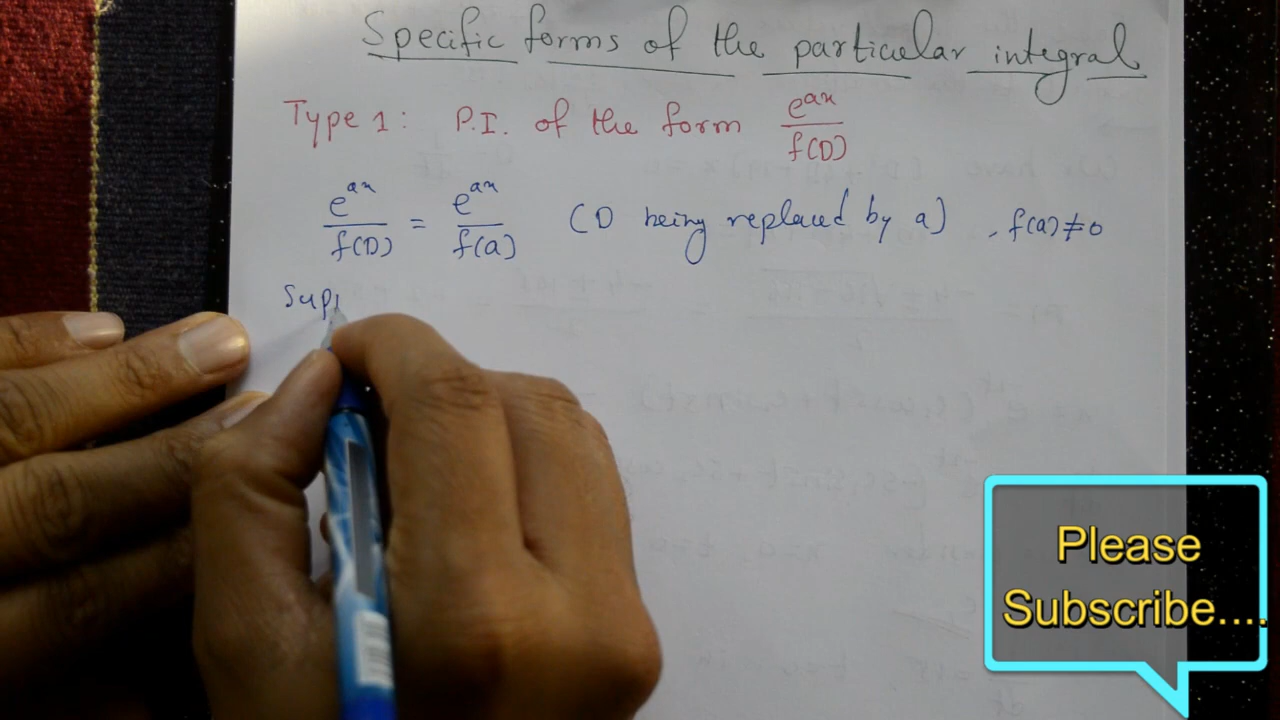 Specific forms of the particular integral
Type 1: P.I. of the form e^{ax}/f(D)
e^{ax}/f(D) = e^{ax}/f(a) (D being replaced by a), f(a)≠0
Sup
Please
Subscribe....